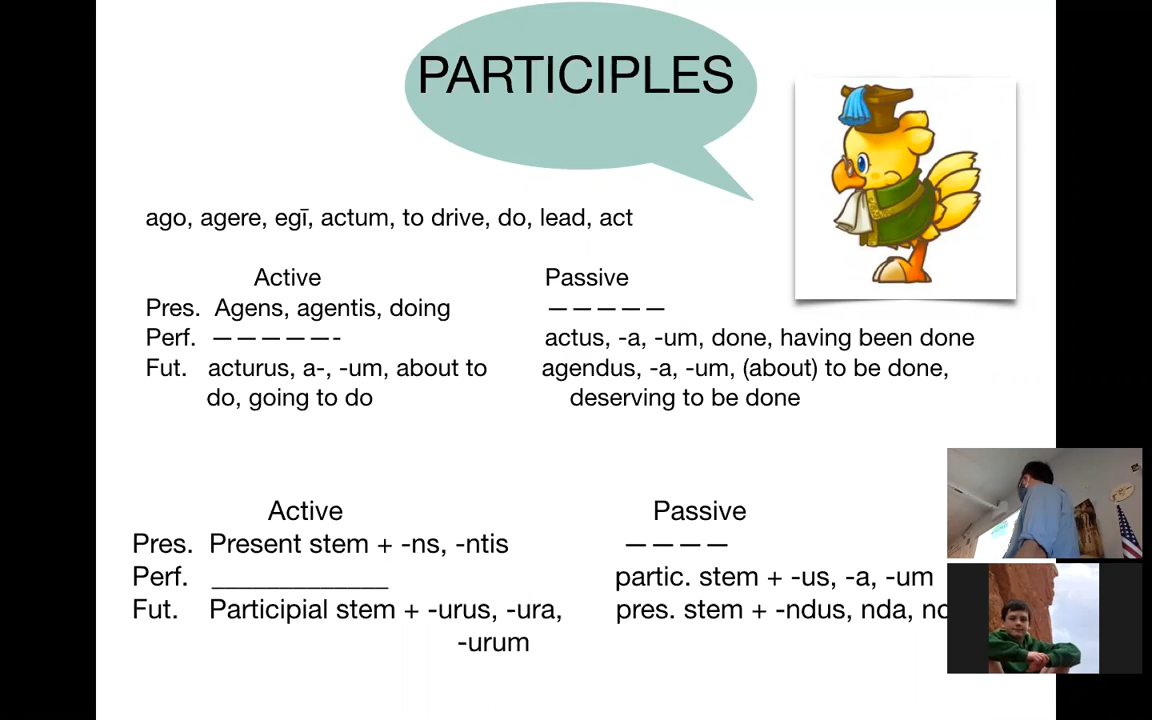 PARTICIPLES
ago, agere, egī, actum, to drive, do, lead, act
Active Passive
Pres. Agens, agentis, doing — — — — —
Perf. — — — — —- actus, -a, -um, done, having been done
Fut. acturus, a-, -um, about to agendus, -a, -um, (about) to be done,
do, going to do deserving to be done
Active Passive
Pres. Present stem + -ns, -ntis — — — —
Perf. ______________ partic. stem + -us, -a, -um
Fut. Participial stem + -urus, -ura, pres. stem + -ndus, nda,
-urum